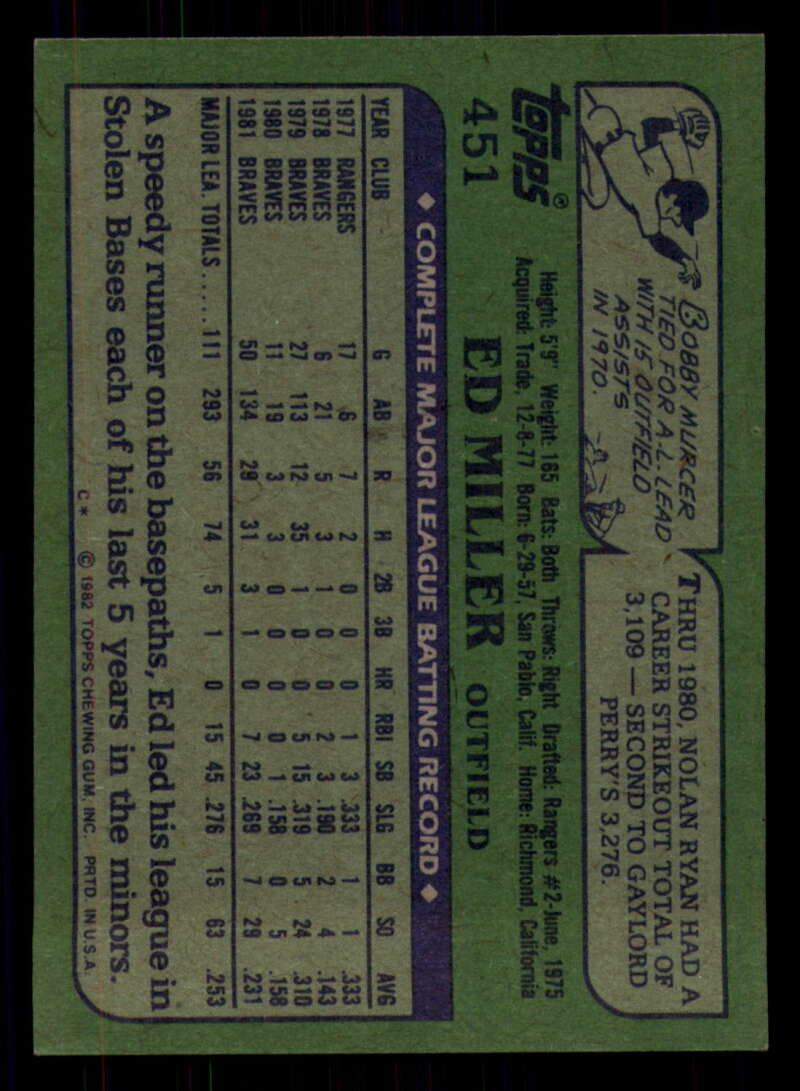 BOBBY MURCER
TIED FOR A.L. LEAD
WITH 15 OUTFIELD
ASSISTS
IN 1970.
THRU 1980, NOLAN RYAN HAD A
CAREER STRIKEOUT TOTAL OF
3,109 — SECOND TO GAYLORD
PERRY'S 3,276.
TOPPS®
451
Height: 5'9" Weight: 165 Bats: Both Throws: Right Drafted: Rangers #2-June, 1975
Acquired: Trade, 12-8-77 Born: 6-29-57, San Pablo, Calif. Home: Richmond, California
ED MILLER OUTFIELD
◆ COMPLETE MAJOR LEAGUE BATTING RECORD ◆
YEAR CLUB G AB R H 2B 3B HR RBI SB SLG BB SO AVG
1977 RANGERS 17 6 7 2 0 0 0 1 3 .333 1 1 .333
1978 BRAVES 6 21 5 3 1 0 0 2 3 .190 2 4 .143
1979 BRAVES 27 113 12 35 1 0 0 5 15 .319 5 24 .310
1980 BRAVES 11 19 3 3 0 0 0 0 1 .158 0 5 .158
1981 BRAVES 50 134 29 31 3 1 0 7 23 .269 7 29 .231
MAJOR LEA. TOTALS ..... 111 293 56 74 5 1 0 15 45 .276 15 63 .253
A speedy runner on the basepaths, Ed led his league in
Stolen Bases each of his last 5 years in the minors.
C* © 1982 TOPPS CHEWING GUM, INC. PRTD. IN U.S.A.